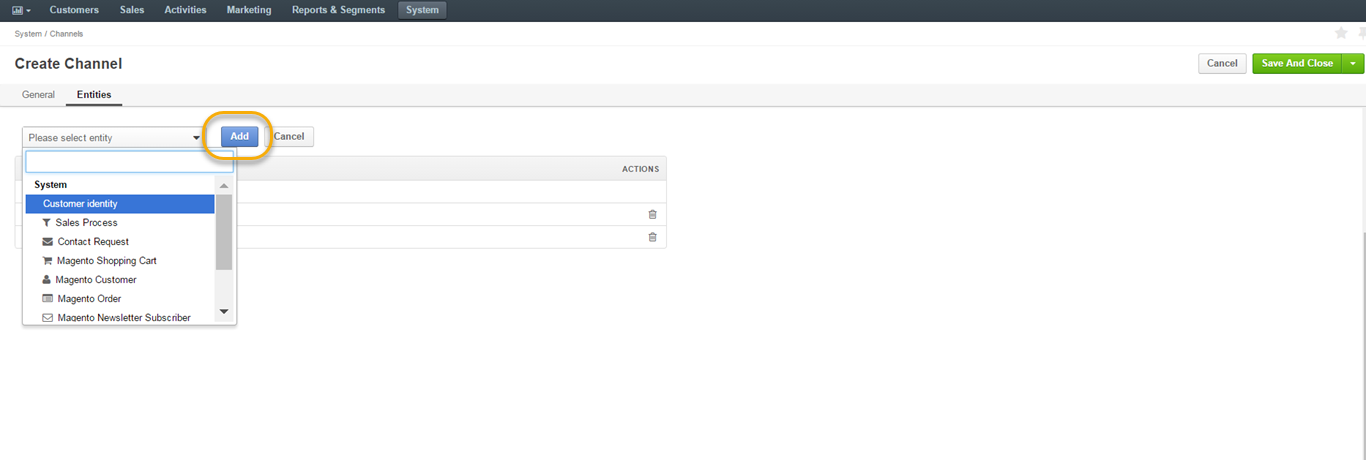 Customers Sales Activities Marketing Reports & Segments System
System / Channels
Create Channel Cancel Save And Close
General Entities
Please select entity Add Cancel
ACTIONS
System
Customer identity
Sales Process
Contact Request
Magento Shopping Cart
Magento Customer
Magento Order
Magento Newsletter Subscriber